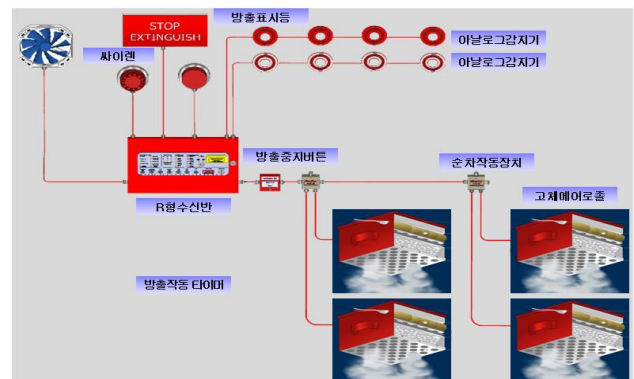 STOP
EXTINGUISH
방출표시등
싸이렌
아날로그감지기
아날로그감지기
방출중지버튼
순차작동장치
R형수신반
고체에어로졸
방출작동 타이머